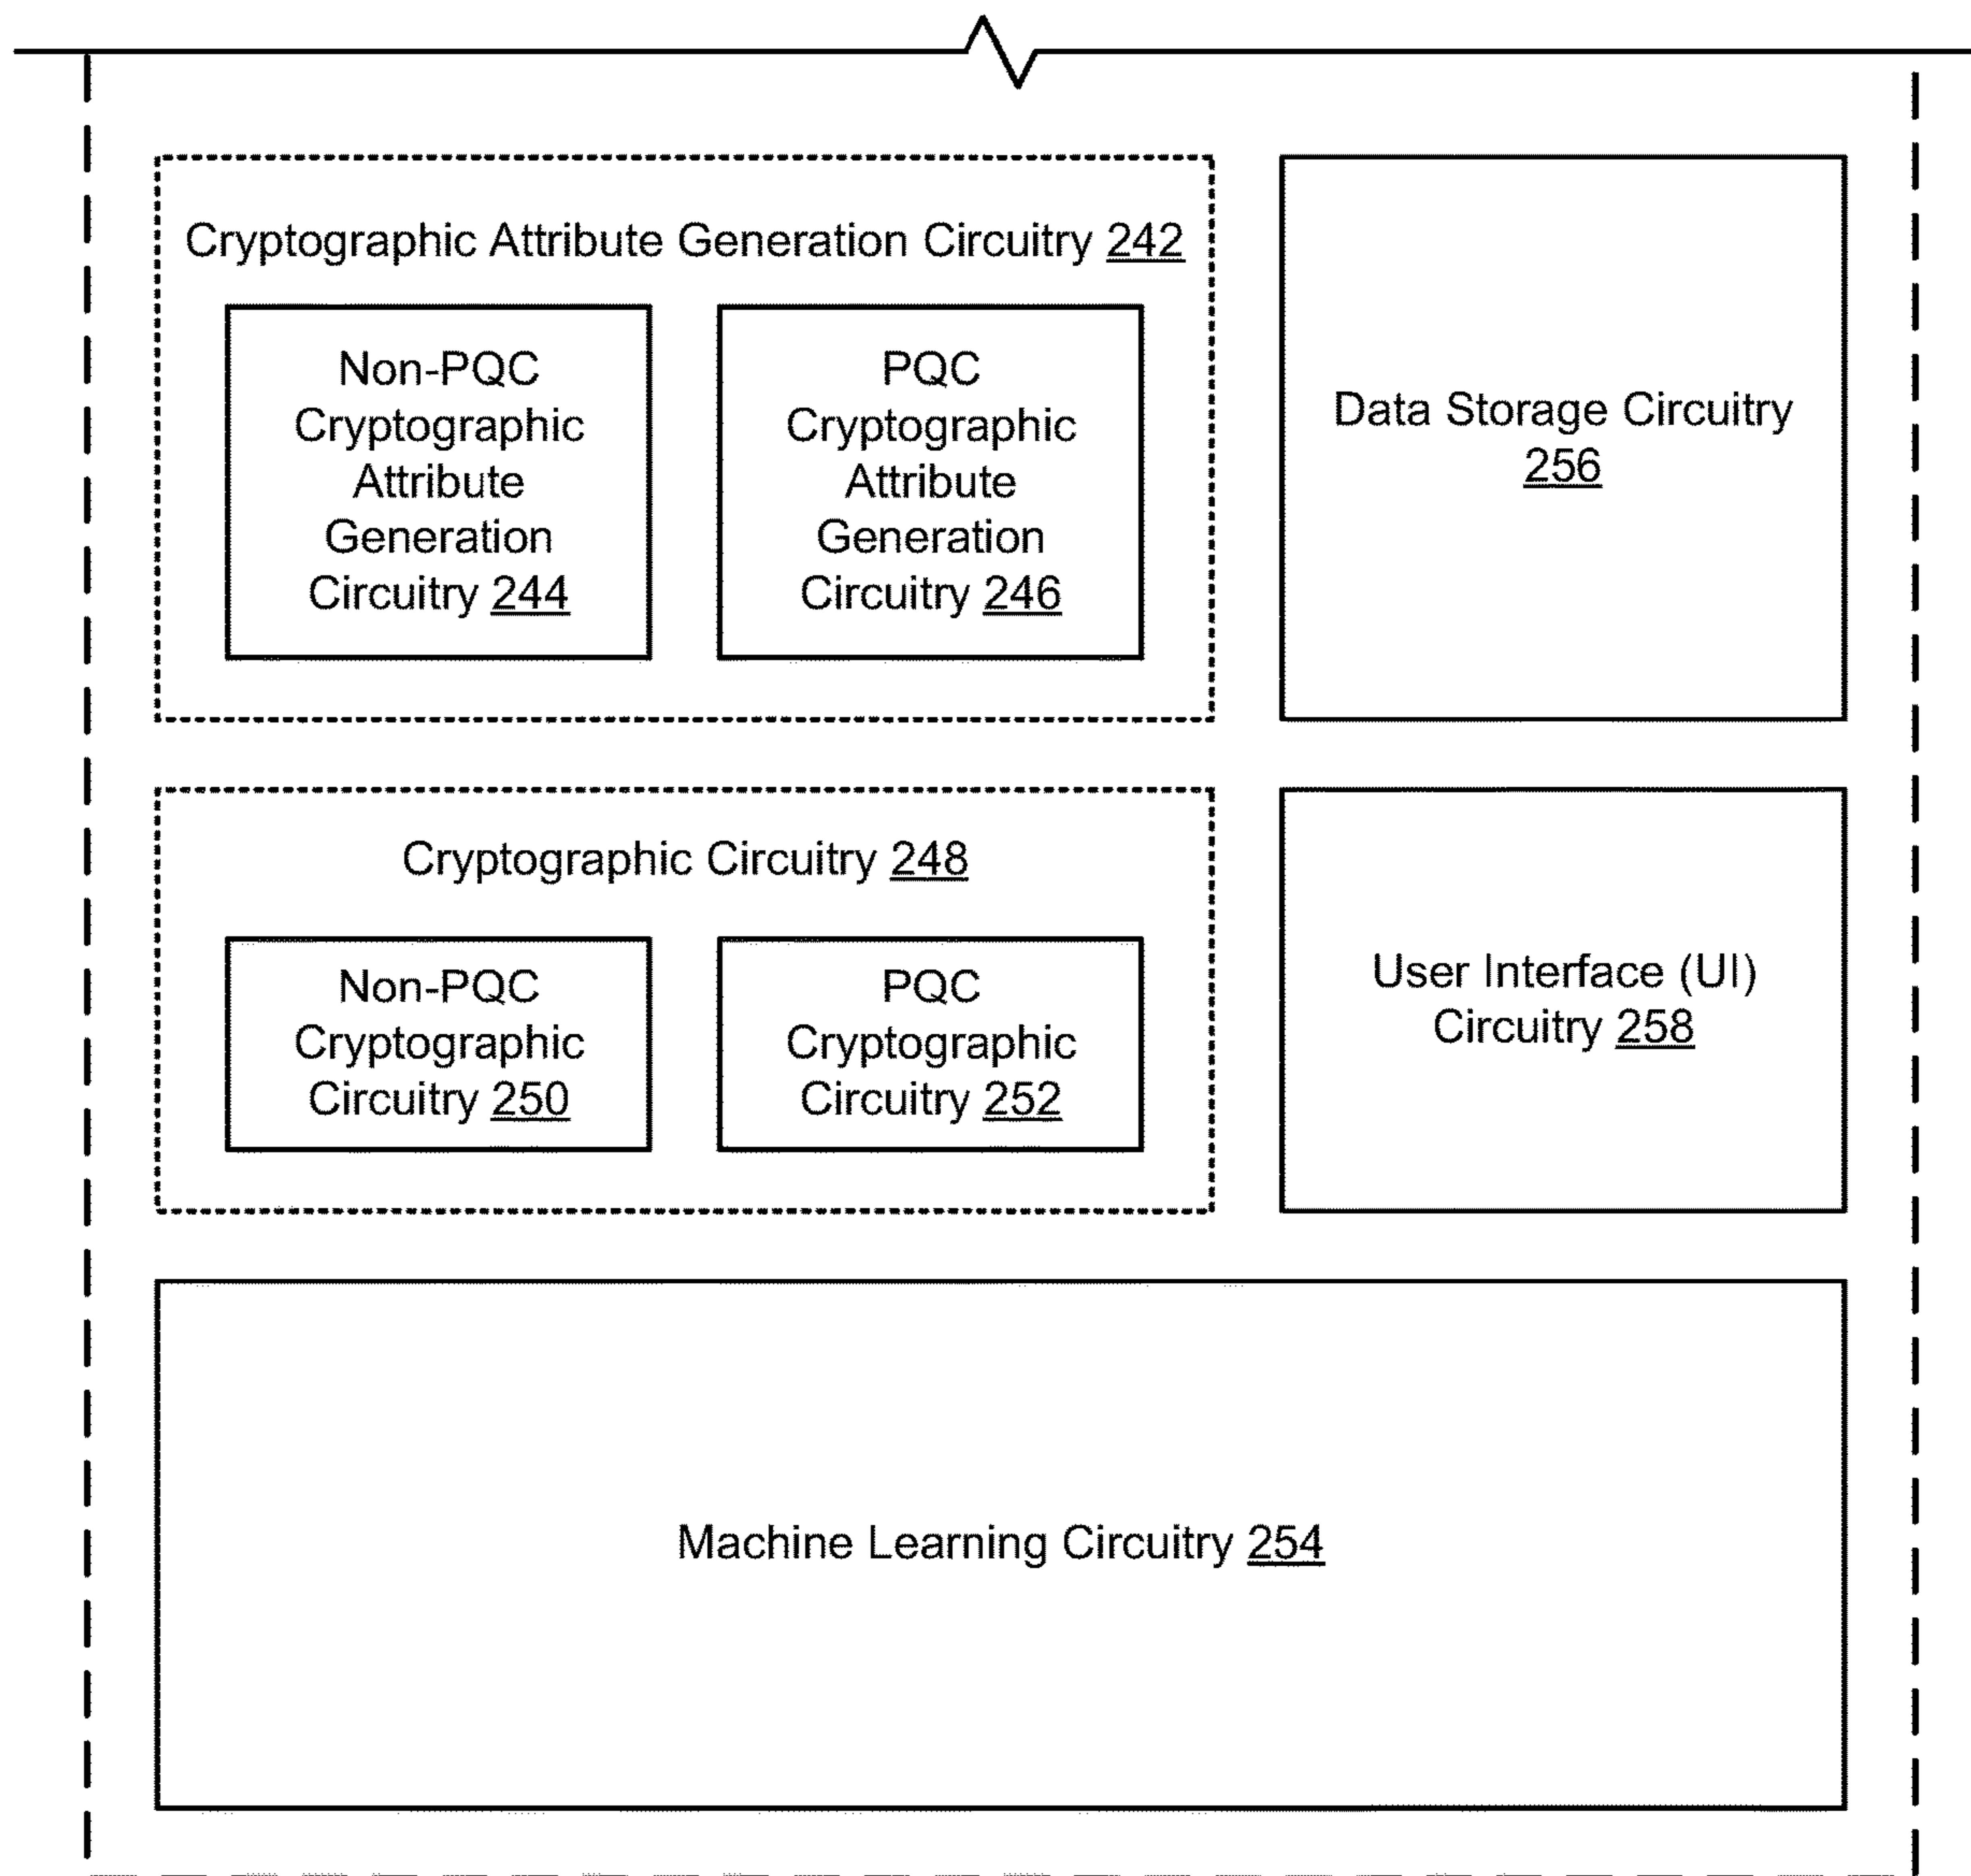 Cryptographic Attribute Generation Circuitry 242
Non-PQC
Cryptographic
Attribute
Generation
Circuitry 244
PQC
Cryptographic
Attribute
Generation
Circuitry 246
Data Storage Circuitry
256
Cryptographic Circuitry 248
Non-PQC
Cryptographic
Circuitry 250
PQC
Cryptographic
Circuitry 252
User Interface (UI)
Circuitry 258
Machine Learning Circuitry 254